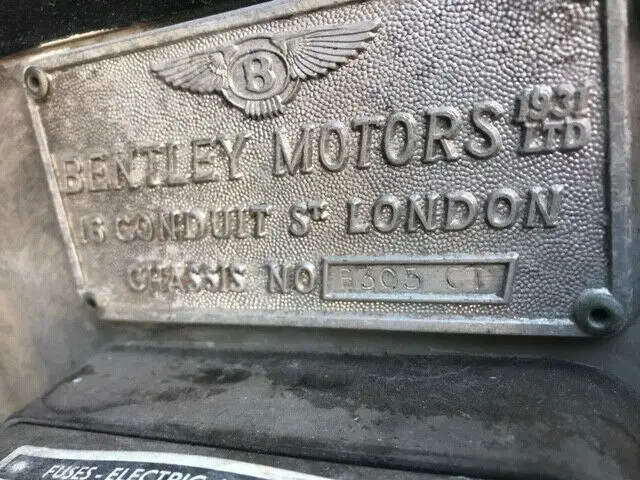 B
BENTLEY MOTORS 1931 LTD
16 CONDUIT ST. LONDON
CHASSIS NO
FUSES - ELECTRIC